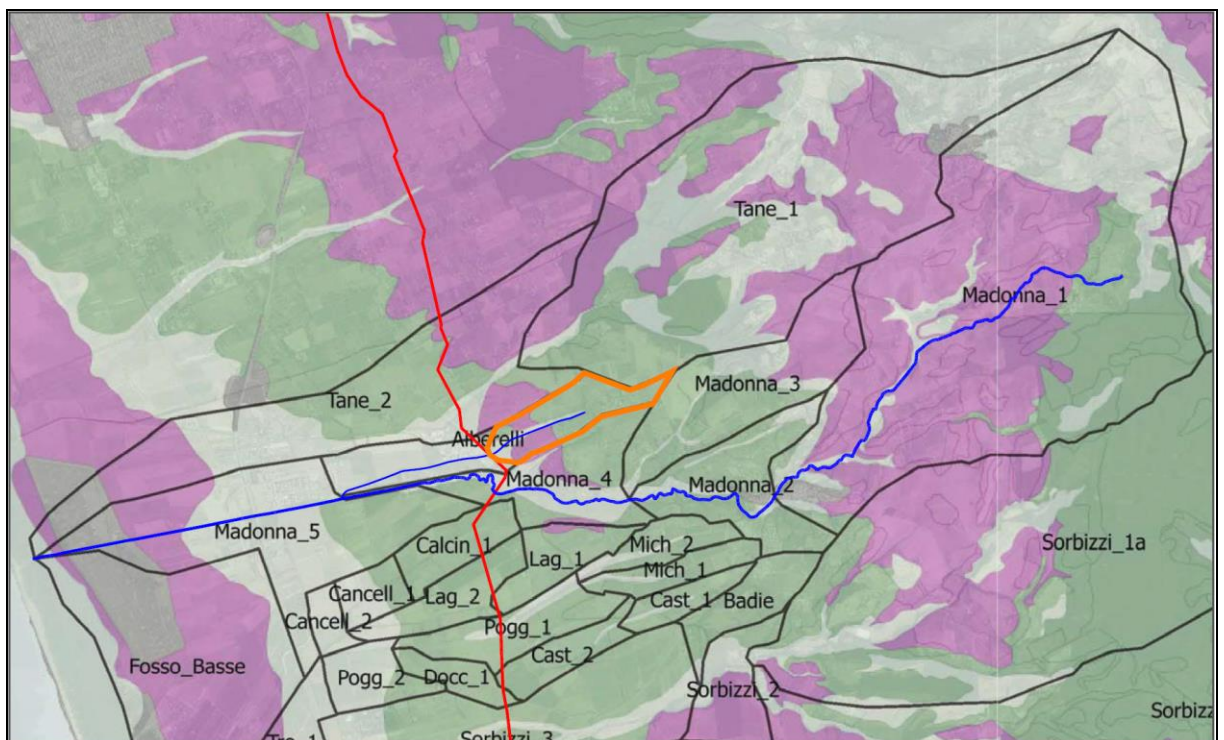 Tane_1
Madonna_1
Madonna_3
Tane_2
Alberelli
Madonna_4
Madonna_2
Madonna_5
Calcin_1
Mich_2
Sorbizzi_1a
Lag_1
Mich_1
Cancell_1
Lag_2
Cast_1
Badie
Cancell_2
Pogg_1
Cast_2
Fosso_Basse
Pogg_2
Docc_1
Sorbizzi_2
Sorbizz
Sorbizzi_3